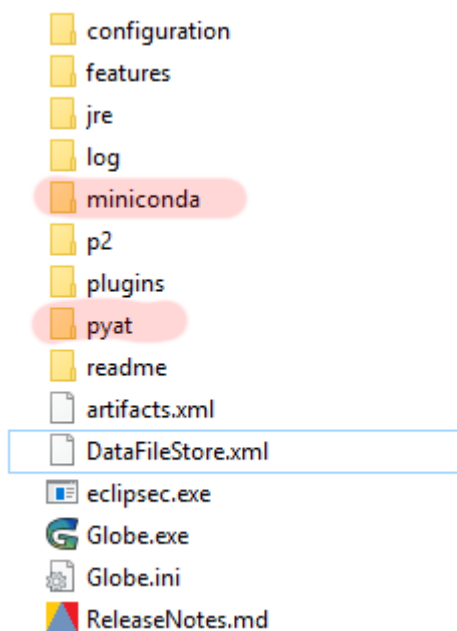 configuration
features
jre
log
miniconda
p2
plugins
pyat
readme
artifacts.xml
DataFileStore.xml
eclipsec.exe
Globe.exe
Globe.ini
ReleaseNotes.md